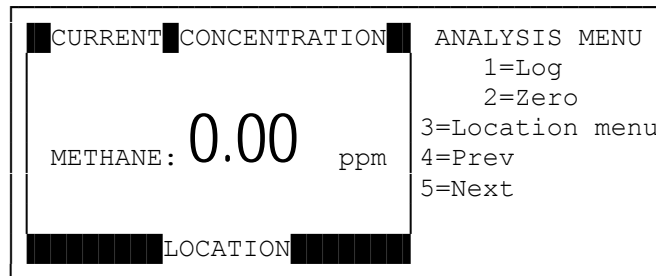 CURRENT CONCENTRATION
METHANE: 0.00 ppm
LOCATION
ANALYSIS MENU
1=Log
2=Zero
3=Location menu
4=Prev
5=Next